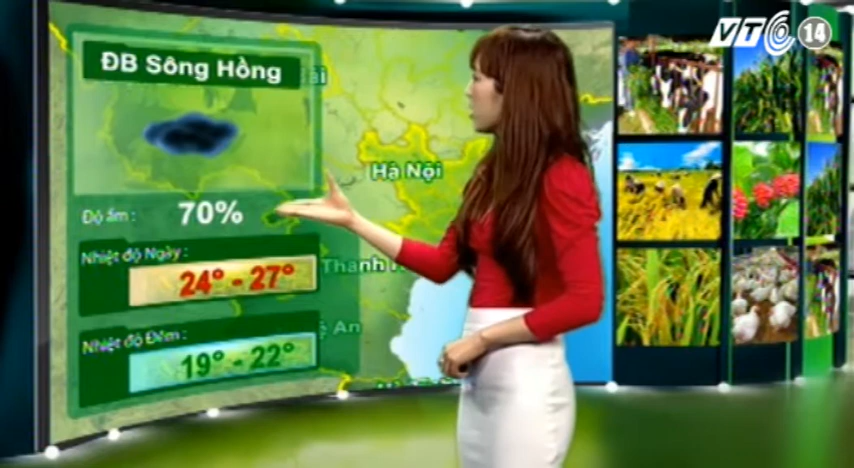 VTC 14
ĐB Sông Hồng
Hà Nội
Độ ẩm : 70%
Nhiệt độ Ngày :
24° - 27°
Thanh
Nhiệt độ Đêm :
An
19° - 22°